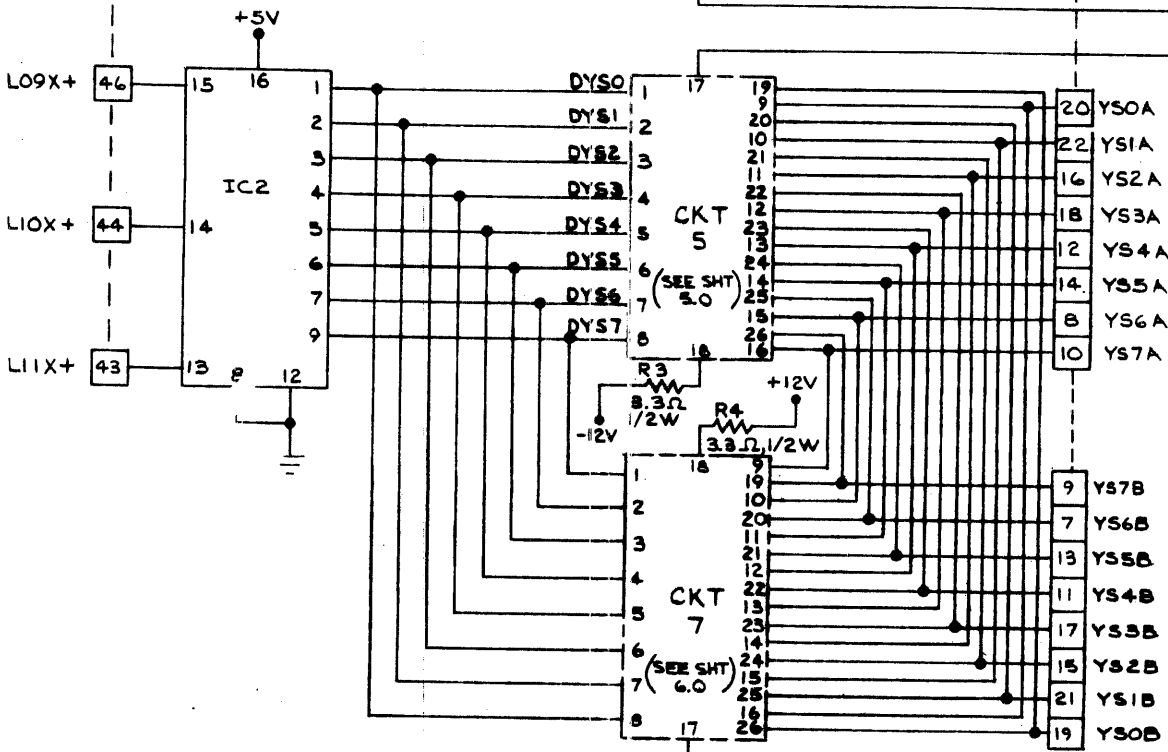 +5V
L09X+ 46 15 16 1
2
3
IC2
4
L10X+ 44 14 5
6
7
9
L11X+ 43 13 8 12
DYS0 1
DYS1 2
DYS2 3
DYS3 4
DYS4 5
DYS5 6
DYS6 7
DYS7 8
17
CKT
5
(SEE SHT
5.0)
18
19
9
20
10
21
11
22
12
23
13
24
14
25
15
26
16
20 YS0A
22 YS1A
16 YS2A
18 YS3A
12 YS4A
14 YS5A
8 YS6A
10 YS7A
R3
3.3Ω
1/2W
-12V
+12V
R4
3.3Ω, 1/2W
18
1
2
3
4
5
6
7
8
CKT
7
(SEE SHT
6.0)
17
9
19
10
20
11
21
12
22
13
23
14
24
15
25
16
26
9 YS7B
7 YS6B
13 YS5B
11 YS4B
17 YS3B
15 YS2B
21 YS1B
19 YS0B